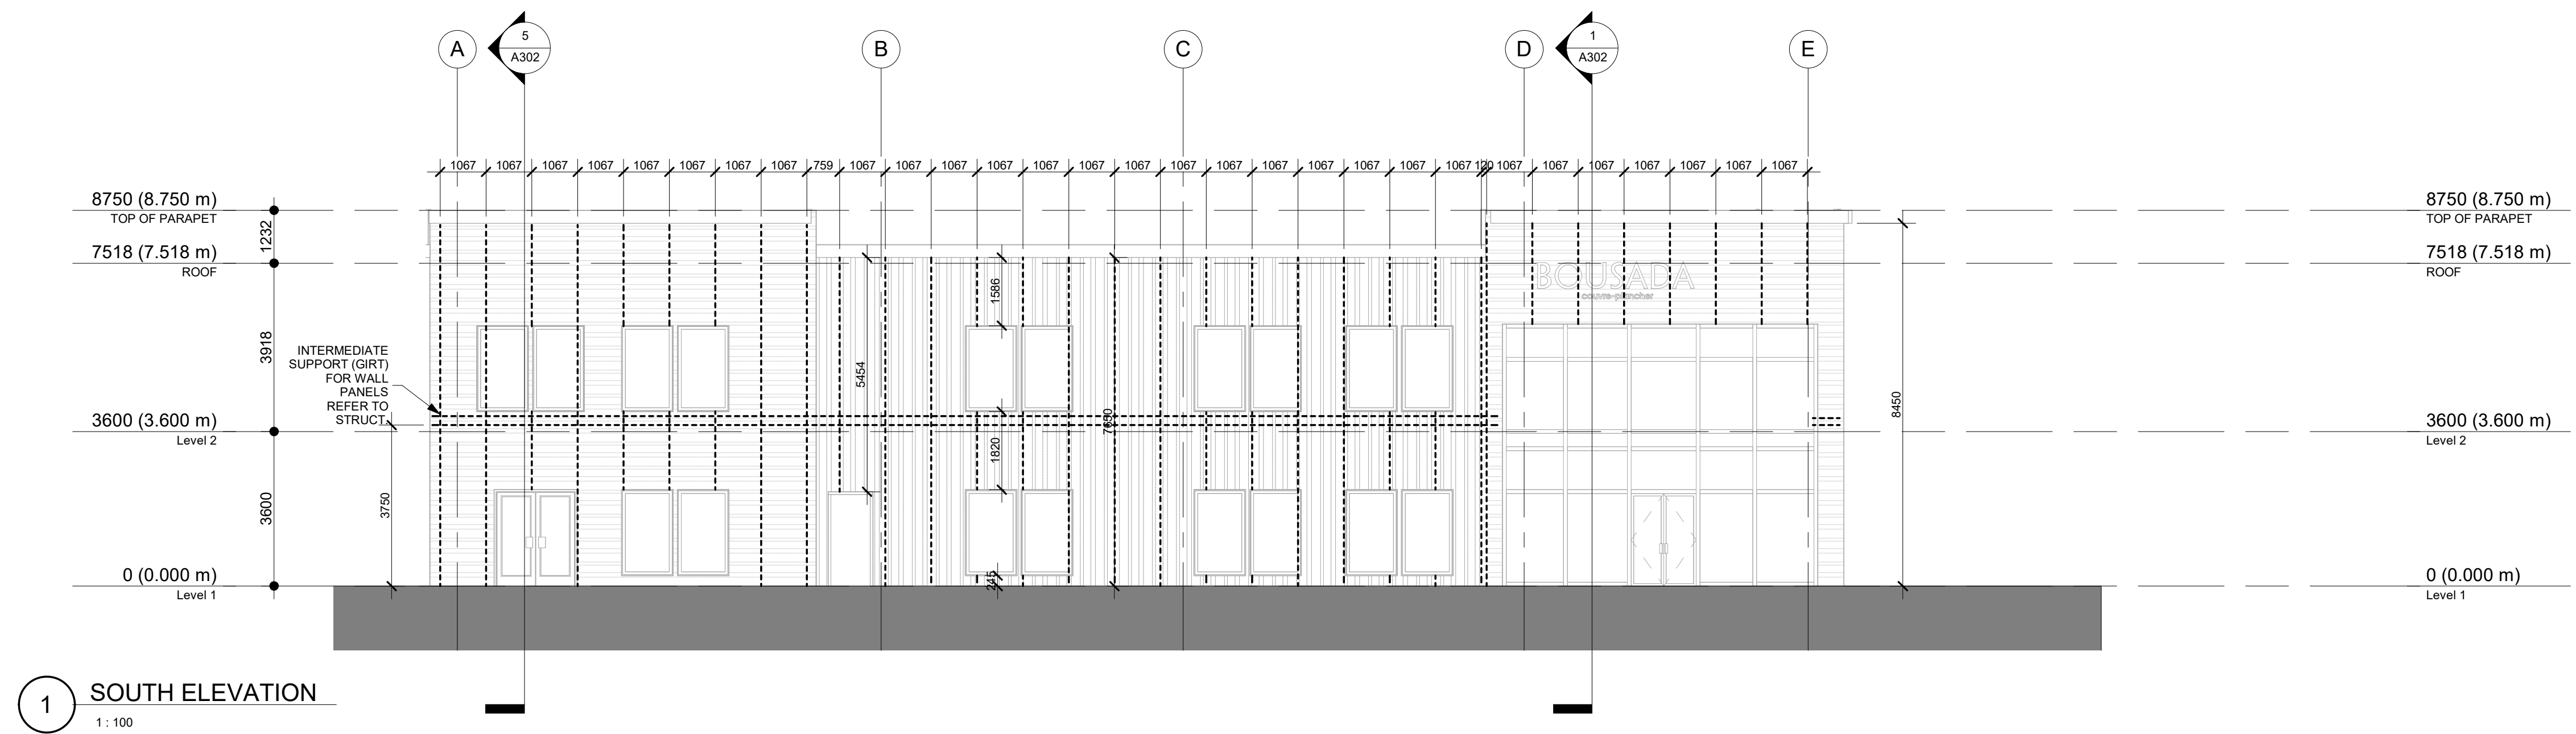 A
5
A302
B
C
D
1
A302
E
1067 1067 1067 1067 1067 1067 1067 1067 759 1067 1067 1067 1067 1067 1067 1067 1067 1067 1067 1067 1067 1067 1067 120 1067 1067 1067 1067 1067 1067 1067
8750 (8.750 m)
TOP OF PARAPET
8750 (8.750 m)
TOP OF PARAPET
1232
7518 (7.518 m)
ROOF
7518 (7.518 m)
ROOF
BOUSADA
couvre-plancher
1586
3918
INTERMEDIATE
SUPPORT (GIRT)
FOR WALL
PANELS
REFER TO
STRUCT.
5454
8450
3600 (3.600 m)
Level 2
7650
3600 (3.600 m)
Level 2
1820
3600
3750
245
0 (0.000 m)
Level 1
0 (0.000 m)
Level 1
1
SOUTH ELEVATION
1 : 100